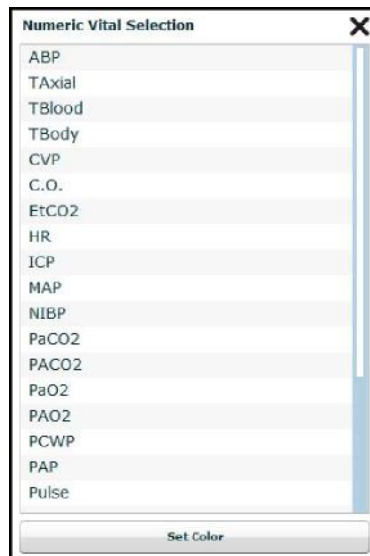 Numeric Vital Selection
ABP
TAxial
TBlood
TBody
CVP
C.O.
EtCO2
HR
ICP
MAP
NIBP
PaCO2
PACO2
PaO2
PAO2
PCWP
PAP
Pulse
Set Color